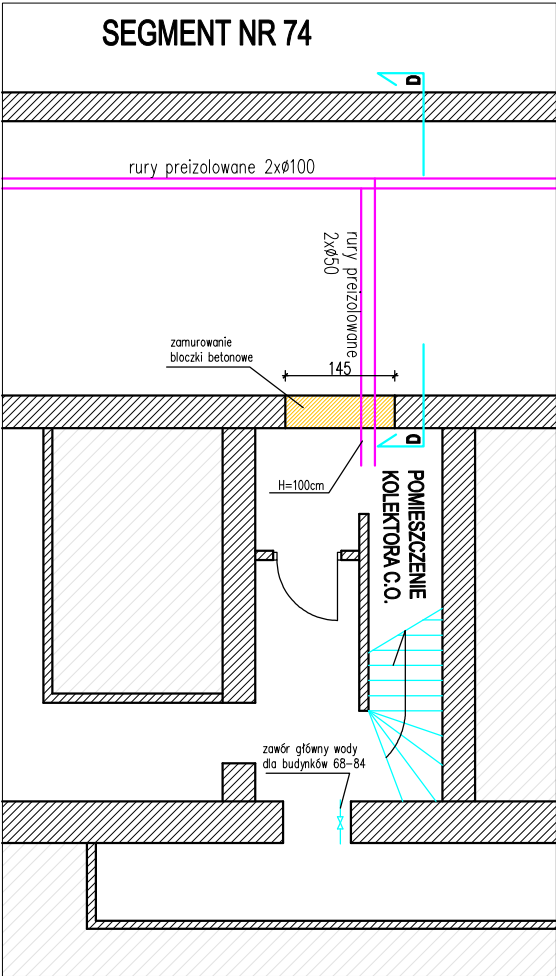 SEGMENT NR 74
D
rury preizolowane 2xø100
rury preizolowane
2xø50
zamurowanie
bloczki betonowe
145
D
H=100cm
POMIESZCZENIE
KOLEKTORA C.O.
zawór główny wody
dla budynków 68-84